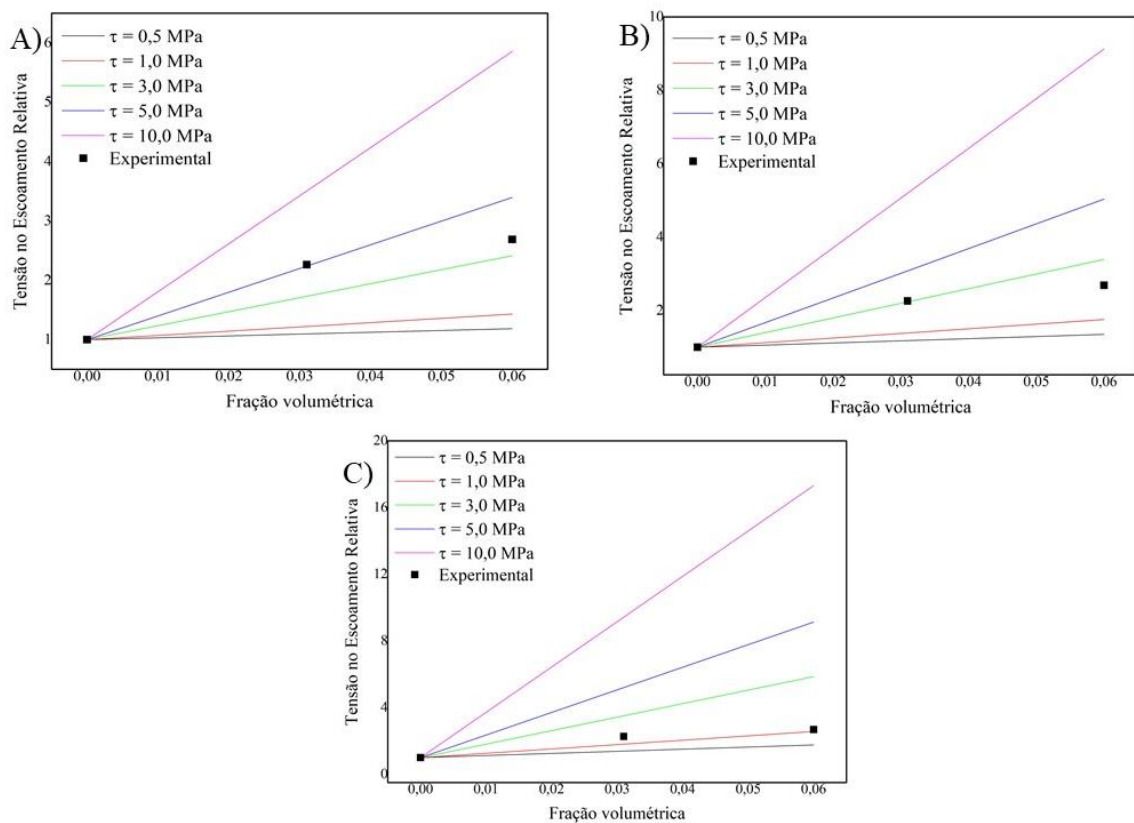 A)
τ = 0,5 MPa
τ = 1,0 MPa
τ = 3,0 MPa
τ = 5,0 MPa
τ = 10,0 MPa
Experimental
Tensão no Escoamento Relativa
6
5
4
3
2
1
0,00 0,01 0,02 0,03 0,04 0,05 0,06
Fração volumétrica
B)
τ = 0,5 MPa
τ = 1,0 MPa
τ = 3,0 MPa
τ = 5,0 MPa
τ = 10,0 MPa
Experimental
Tensão no Escoamento Relativa
10
8
6
4
2
0,00 0,01 0,02 0,03 0,04 0,05 0,06
Fração volumétrica
C)
τ = 0,5 MPa
τ = 1,0 MPa
τ = 3,0 MPa
τ = 5,0 MPa
τ = 10,0 MPa
Experimental
Tensão no Escoamento Relativa
20
16
12
8
4
0
0,00 0,01 0,02 0,03 0,04 0,05 0,06
Fração volumétrica